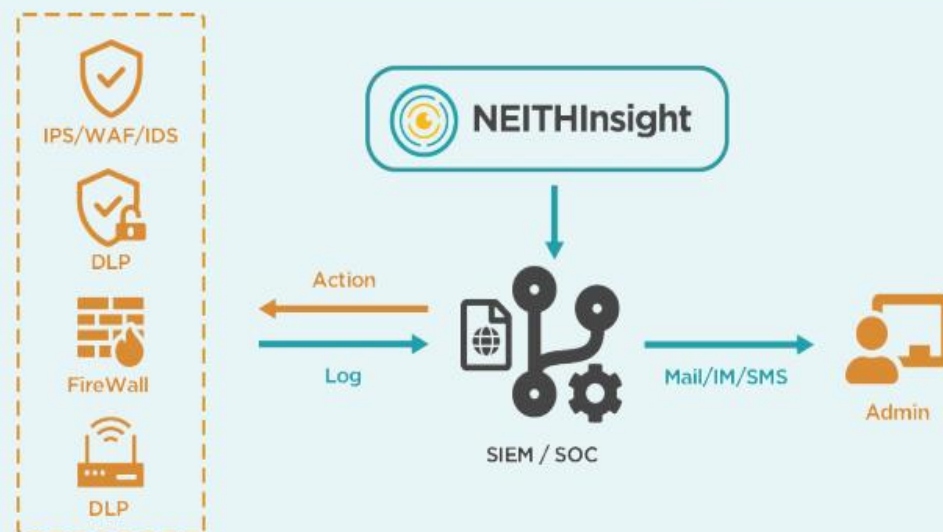 IPS/WAF/IDS
DLP
FireWall
DLP
NEITHInsight
Action
Log
SIEM / SOC
Mail/IM/SMS
Admin